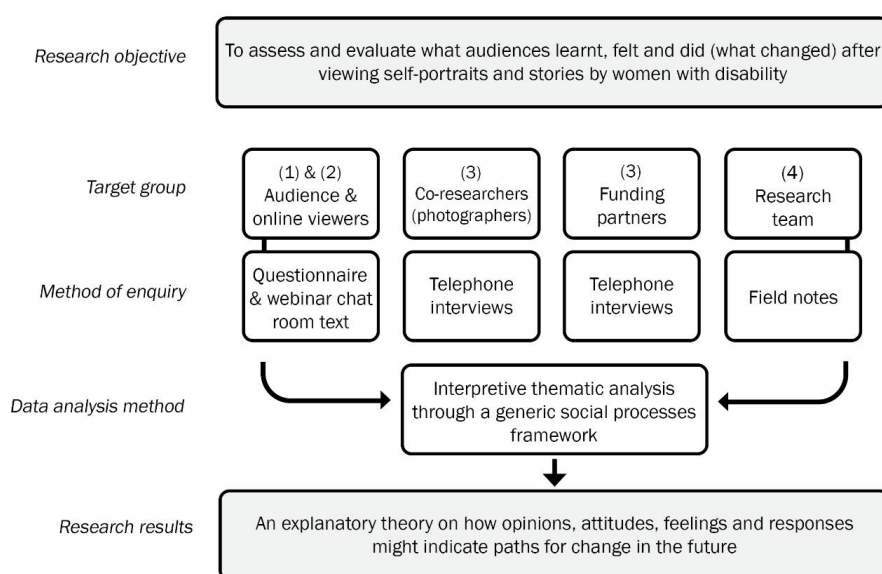 Research objective
To assess and evaluate what audiences learnt, felt and did (what changed) after
viewing self-portraits and stories by women with disability
Target group
(1) & (2)
Audience &
online viewers
(3)
Co-researchers
(photographers)
(3)
Funding
partners
(4)
Research
team
Method of enquiry
Questionnaire
& webinar chat
room text
Telephone
interviews
Telephone
interviews
Field notes
Data analysis method
Interpretive thematic analysis
through a generic social processes
framework
Research results
An explanatory theory on how opinions, attitudes, feelings and responses
might indicate paths for change in the future